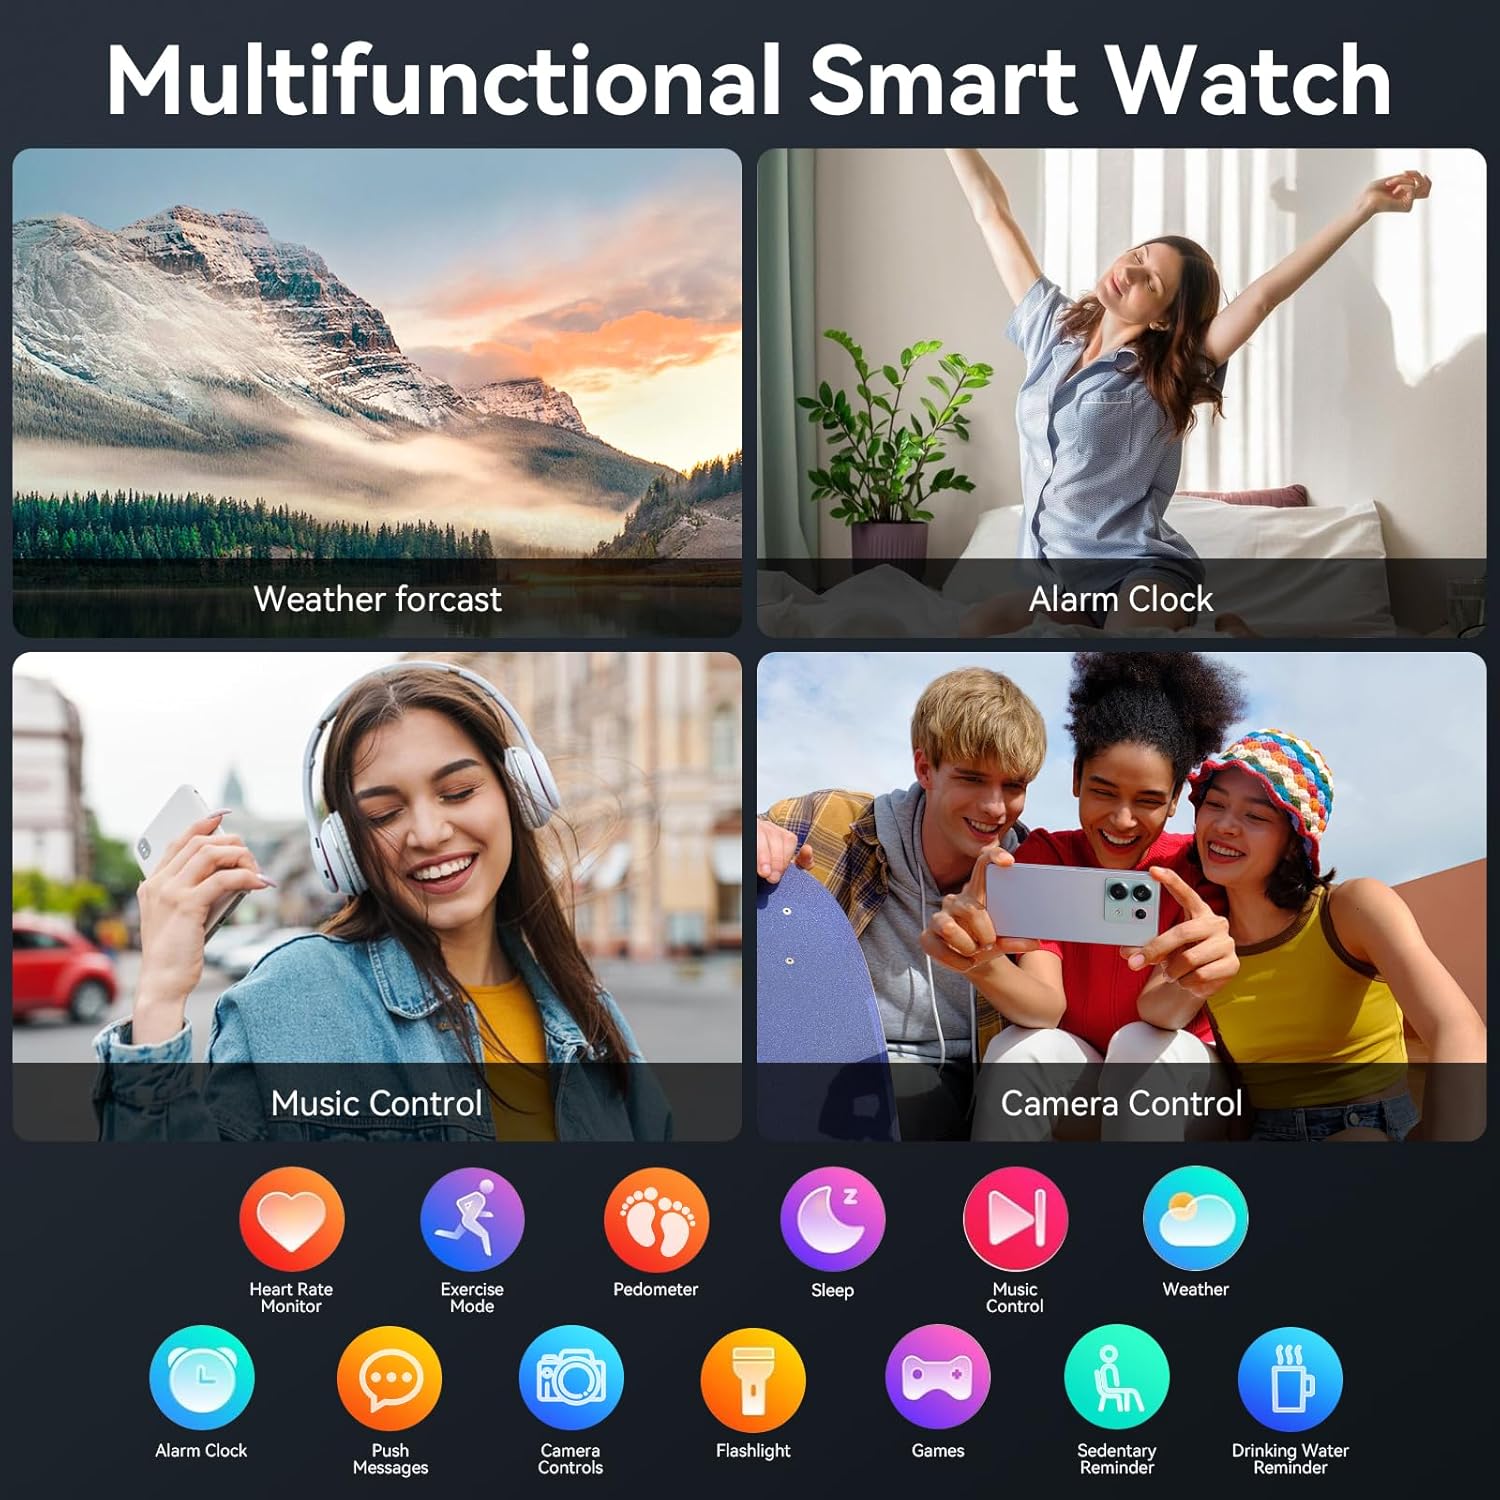 Multifunctional Smart Watch
Weather forcast
Alarm Clock
Music Control
Camera Control
Heart Rate
Monitor
Exercise
Mode
Pedometer
Sleep
Music
Control
Weather
Alarm Clock
Push
Messages
Camera
Controls
Flashlight
Games
Sedentary
Reminder
Drinking Water
Reminder